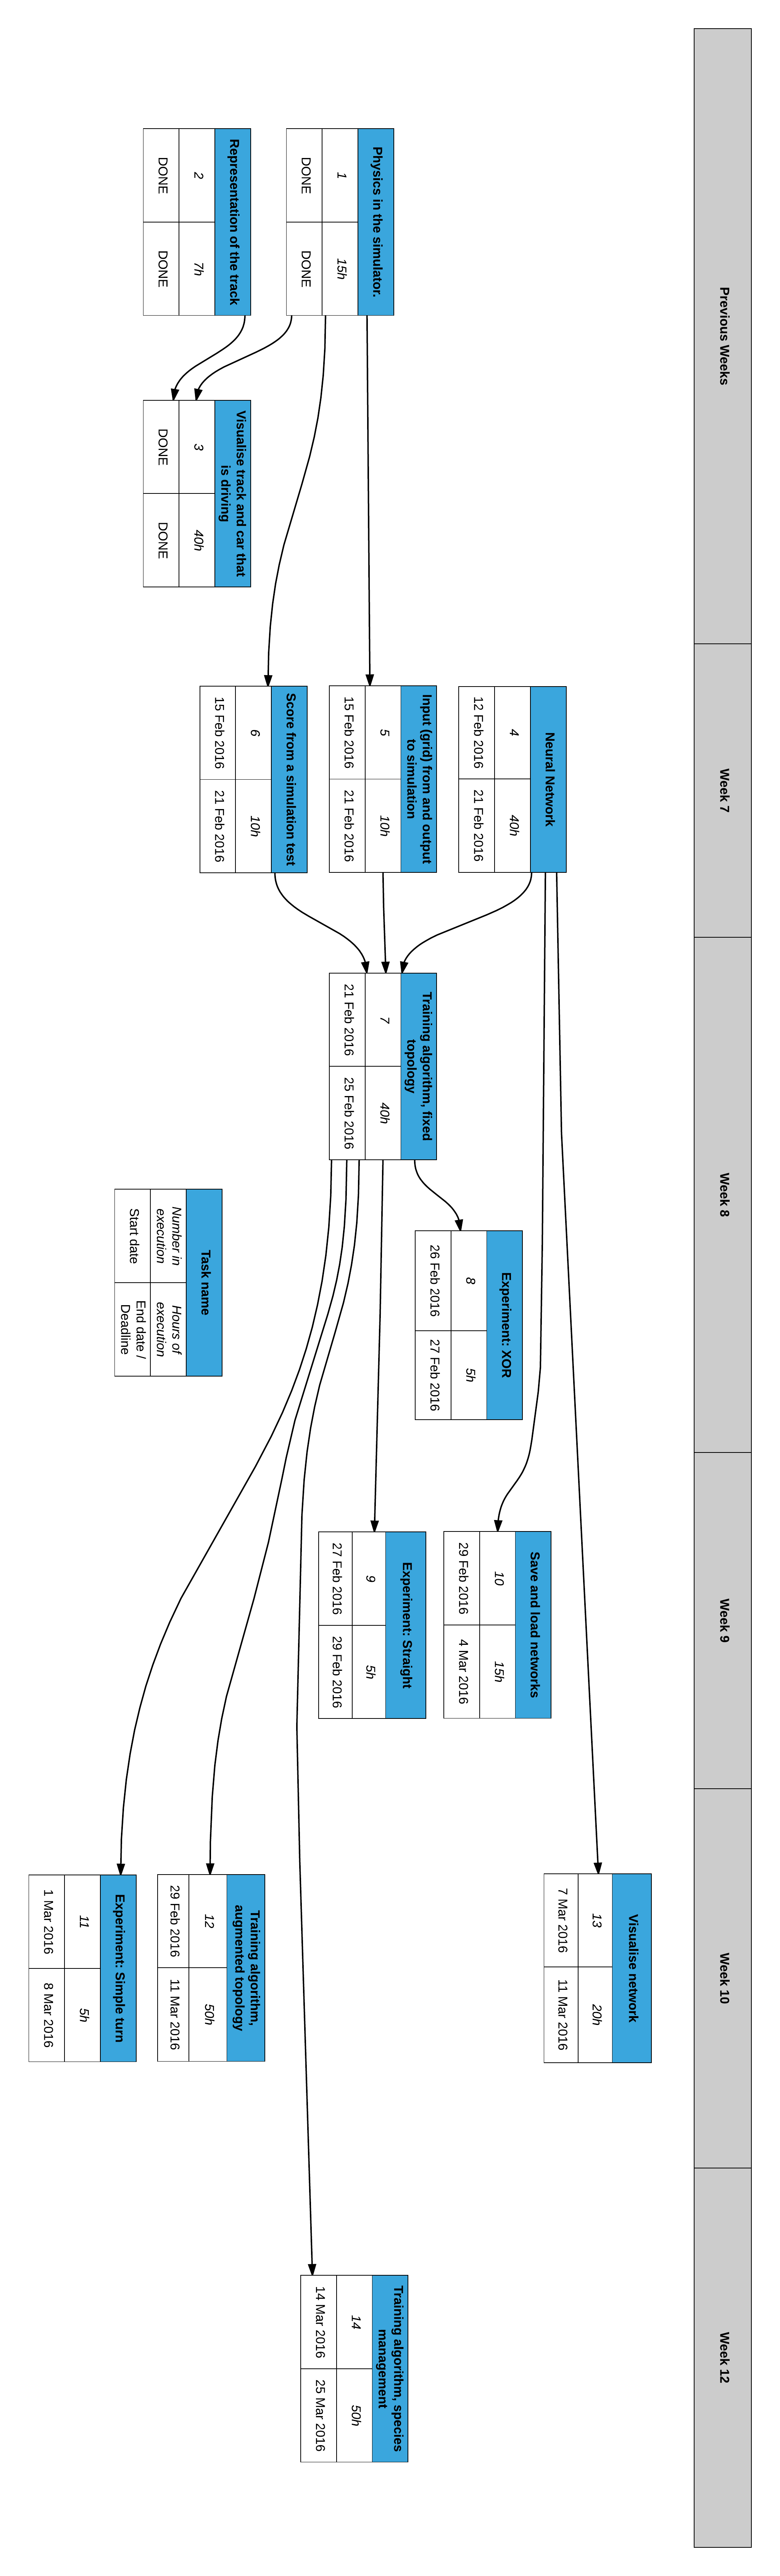 Previous Weeks
Week 7
Week 8
Week 9
Week 10
Week 12
Physics in the simulator.
1
15h
DONE
DONE
Representation of the track
2
7h
DONE
DONE
Visualise track and car that
is driving
3
40h
DONE
DONE
Neural Network
4
40h
12 Feb 2016
21 Feb 2016
Input (grid) from and output
to simulation
5
10h
15 Feb 2016
21 Feb 2016
Score from a simulation test
6
10h
15 Feb 2016
21 Feb 2016
Training algorithm, fixed
topology
7
40h
21 Feb 2016
25 Feb 2016
Experiment: XOR
8
5h
26 Feb 2016
27 Feb 2016
Task name
Number in
execution
Hours of
execution
Start date
End date /
Deadline
Save and load networks
10
15h
29 Feb 2016
4 Mar 2016
Experiment: Straight
9
5h
27 Feb 2016
29 Feb 2016
Visualise network
13
20h
7 Mar 2016
11 Mar 2016
Training algorithm,
augmented topology
12
50h
29 Feb 2016
11 Mar 2016
Experiment: Simple turn
11
5h
1 Mar 2016
8 Mar 2016
Training algorithm, species
management
14
50h
14 Mar 2016
25 Mar 2016